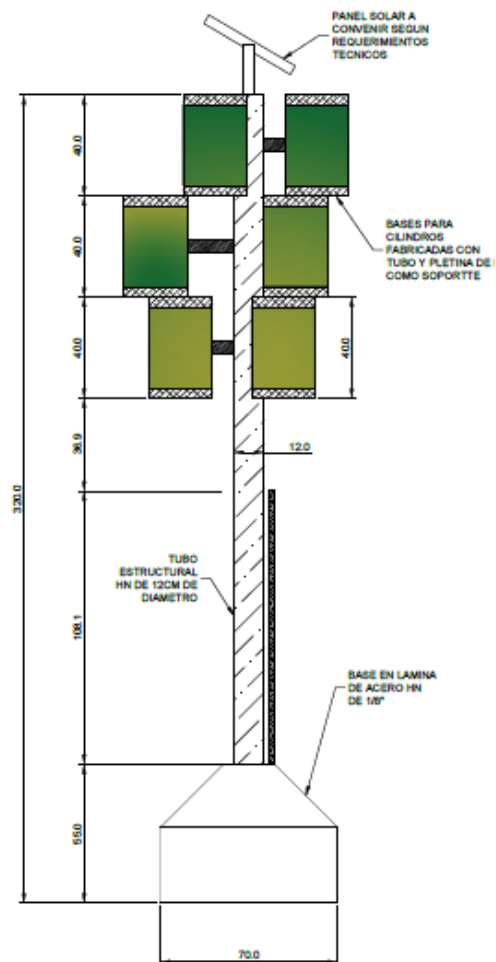 PANEL SOLAR A
CONVENIR SEGUN
REQUERIMIENTOS
TECNICOS
40.0
40.0
BASES PARA
CILINDROS
FABRICADAS CON
TUBO Y PLETINA DE
COMO SOPORTTE
40.0
40.0
36.9
12.0
320.0
TUBO
ESTRUCTURAL
HN DE 12CM DE
DIAMETRO
108.1
BASE EN LAMINA
DE ACERO HN
DE 1/8"
55.0
70.0